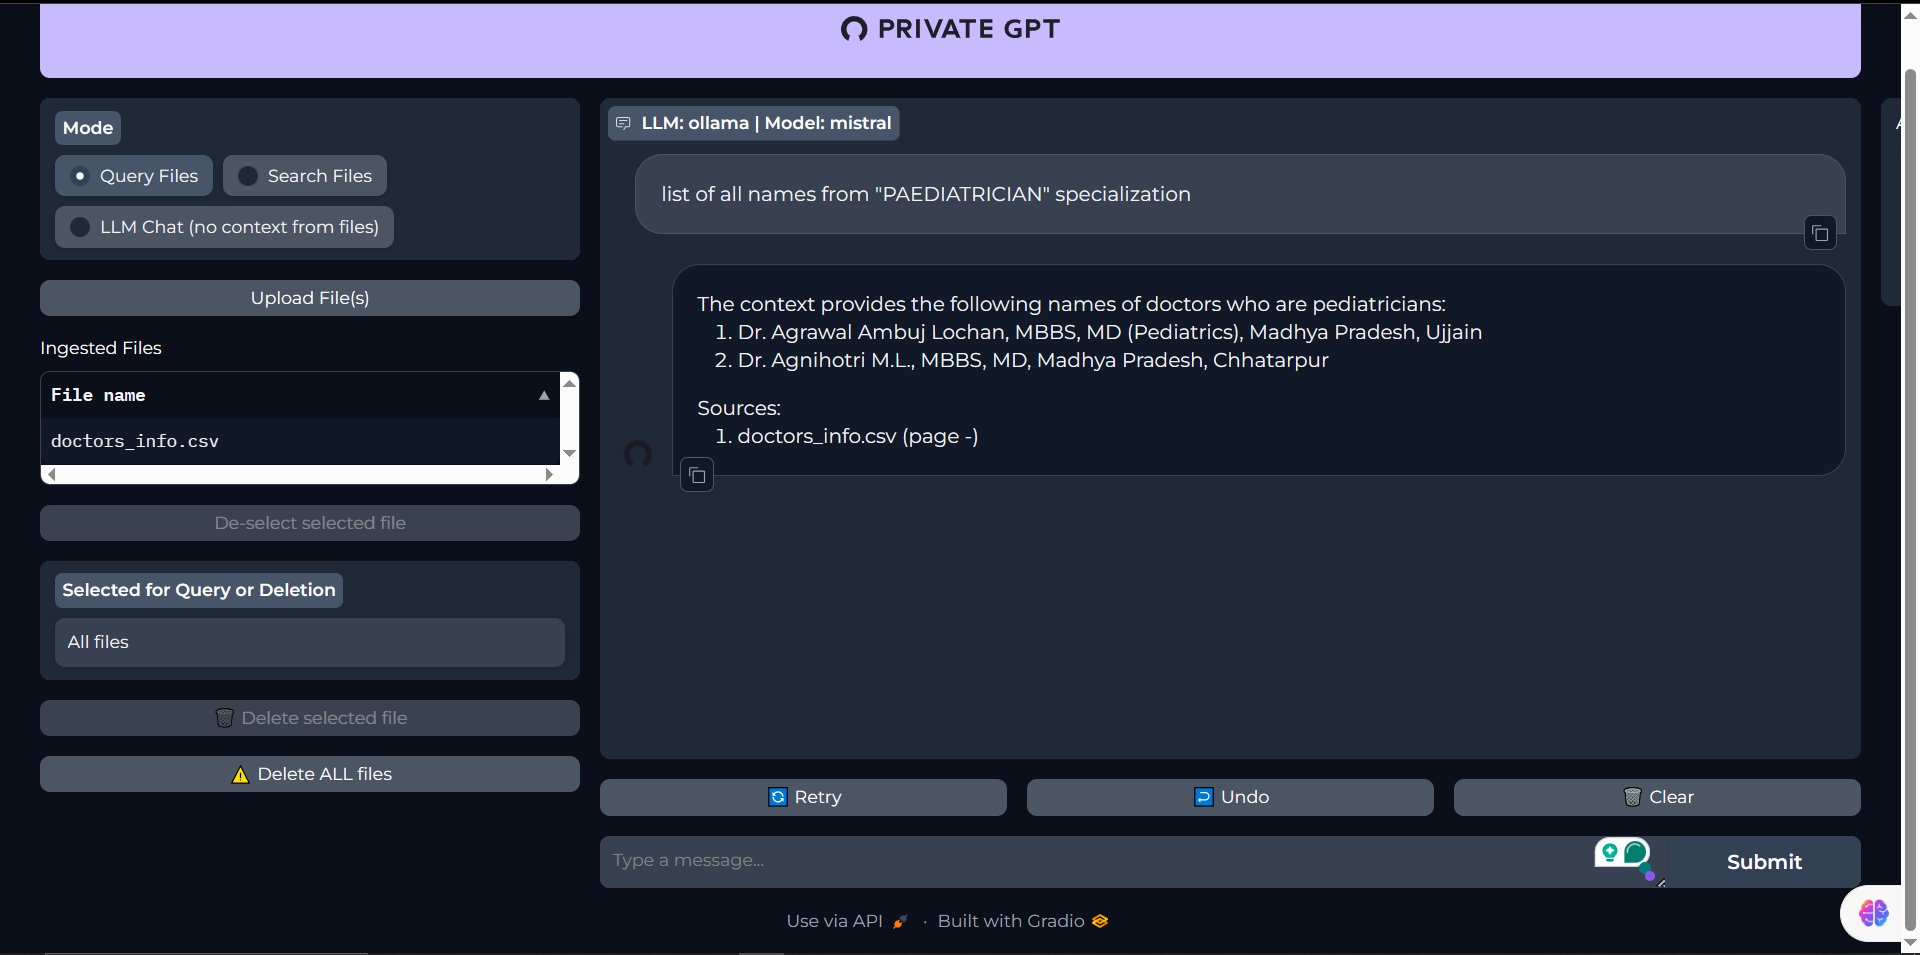 PRIVATE GPT
Mode
Query Files
Search Files
LLM Chat (no context from files)
Upload File(s)
Ingested Files
File name
doctors_info.csv
De-select selected file
Selected for Query or Deletion
All files
Delete selected file
Delete ALL files
LLM: ollama | Model: mistral
list of all names from "PAEDIATRICIAN" specialization
The context provides the following names of doctors who are pediatricians:
1. Dr. Agrawal Ambuj Lochan, MBBS, MD (Pediatrics), Madhya Pradesh, Ujjain
2. Dr. Agnihotri M.L., MBBS, MD, Madhya Pradesh, Chhatarpur
Sources:
1. doctors_info.csv (page -)
Retry
Undo
Clear
Type a message...
Submit
Use via API · Built with Gradio